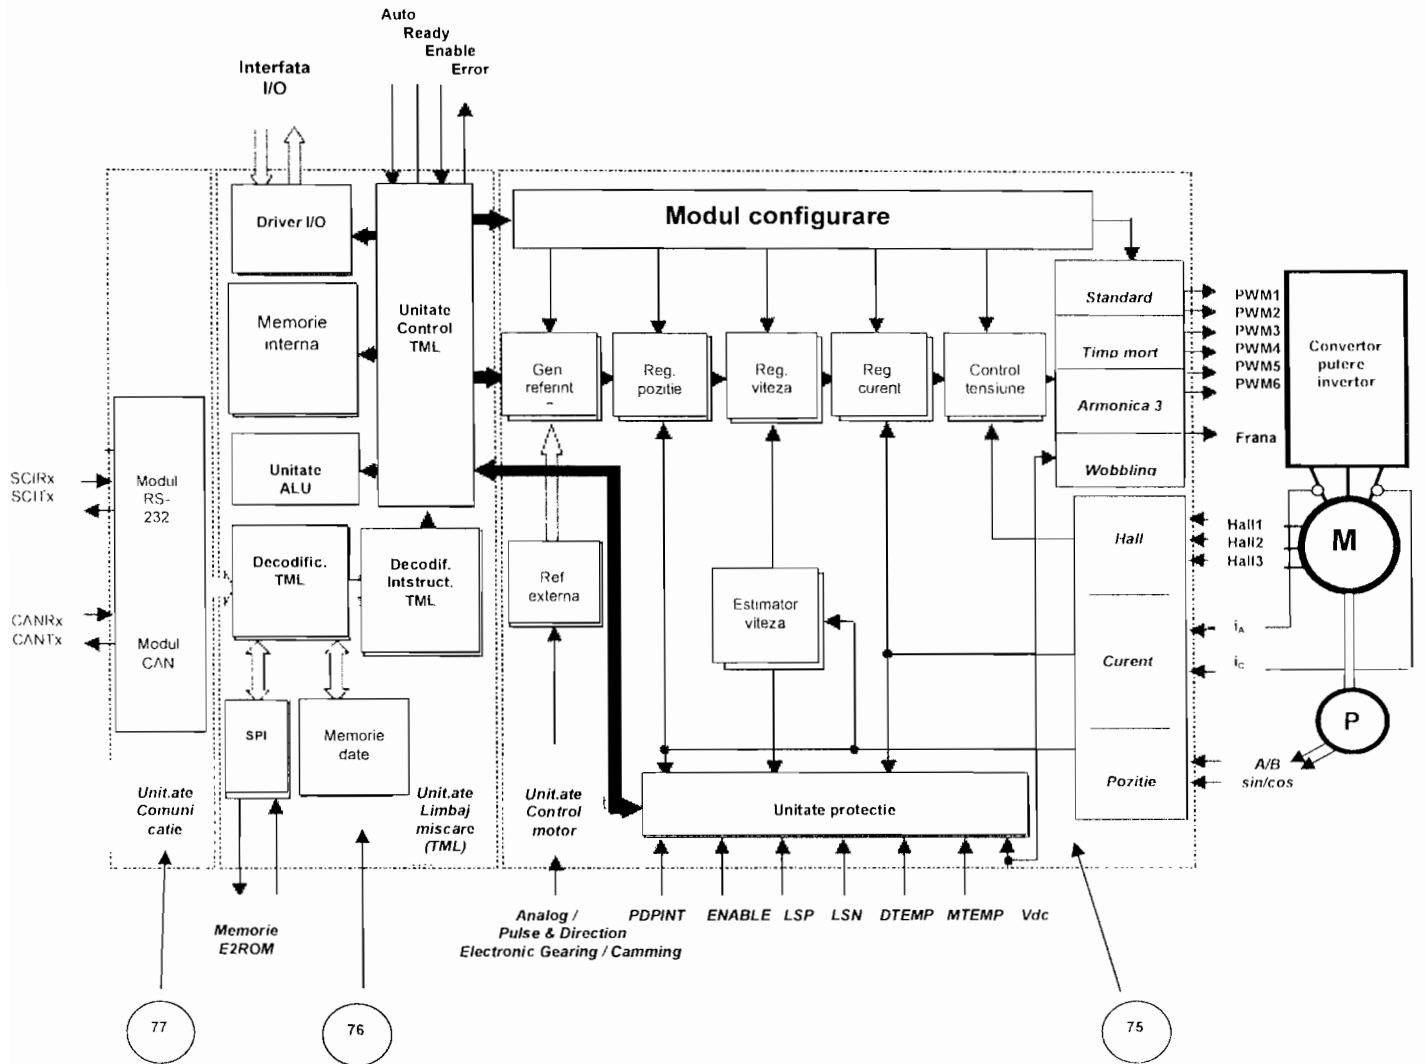 Auto
Ready
Enable
Error
Interfata
I/O
Driver I/O
Memorie
interna
Unitate
ALU
Unitate
Control
TML
Decodific.
TML
Decodif.
Intstruct.
TML
SPI
Memorie
date
Modul
RS-
232
Modul
CAN
SCIRx
SCITx
CANRx
CANTx
Unit.ate
Comuni
catie
Unit.ate
Limbaj
miscare
(TML)
Memorie
E2ROM
Modul configurare
Gen
referint
Reg.
pozitie
Reg.
viteza
Reg
curent
Control
tensiune
Standard
Timp mort
Armonica 3
Wobbling
Ref
externa
Estimator
viteza
Hall
Curent
Pozitie
Unit.ate
Control
motor
Unitate protectie
Analog /
Pulse & Direction
Electronic Gearing / Camming
PDPINT
ENABLE
LSP
LSN
DTEMP
MTEMP
Vdc
PWM1
PWM2
PWM3
PWM4
PWM5
PWM6
Frana
Hall1
Hall2
Hall3
iA
iC
A/B
sin/cos
Convertor
putere
invertor
M
P
77
76
75